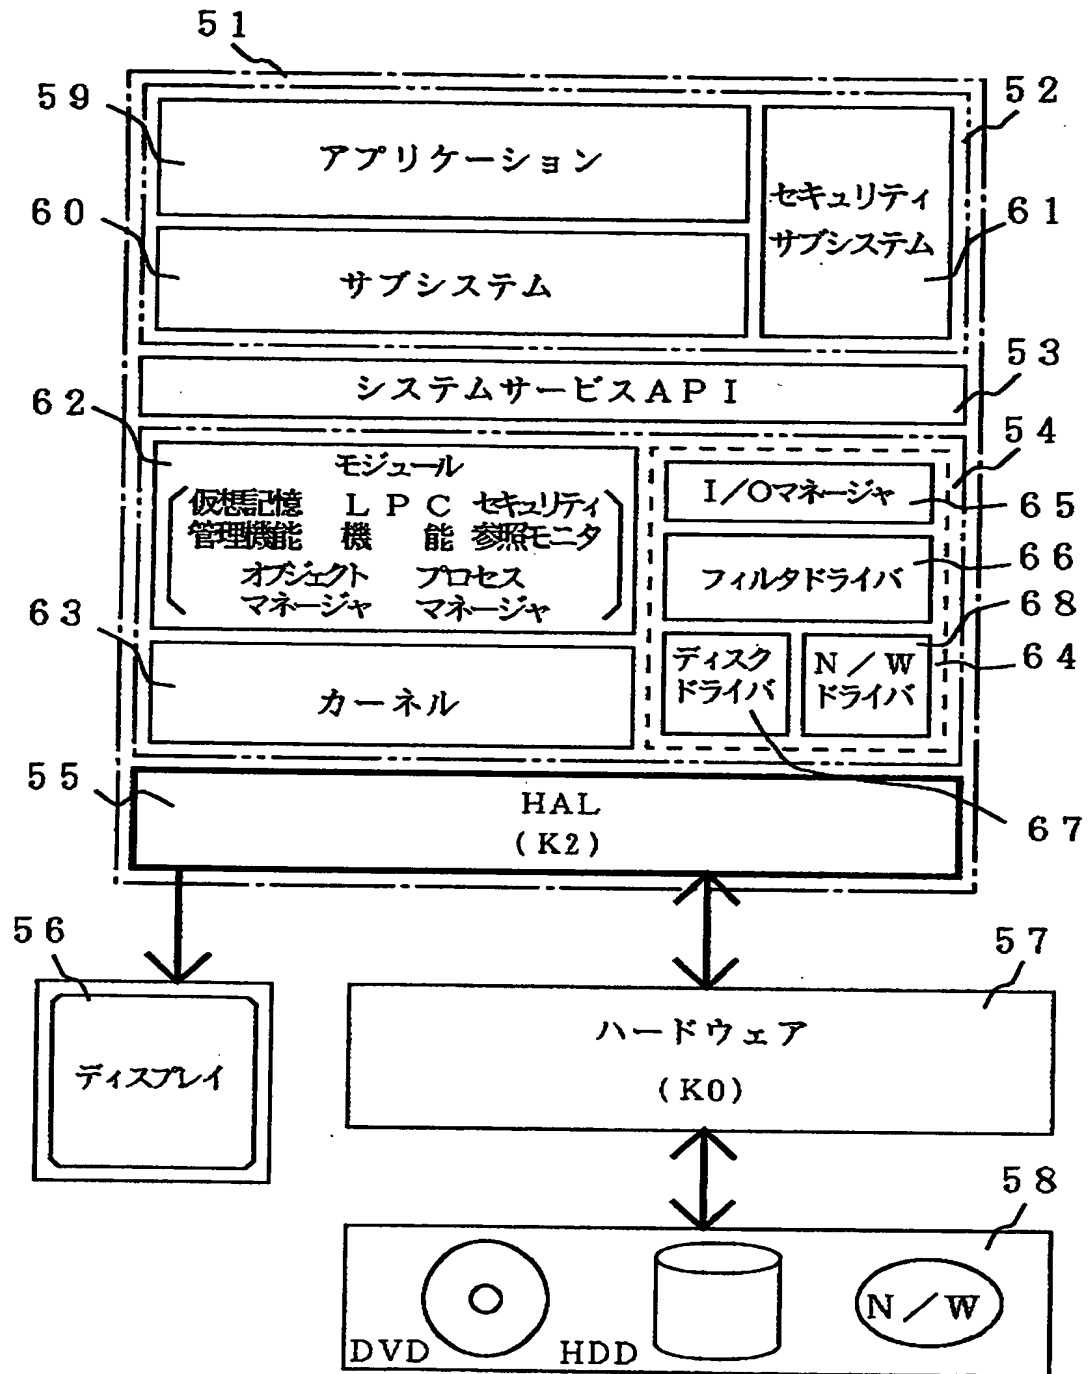 ５１
５９
５２
アプリケーション
セキュリティ
サブシステム
６０
６１
サブシステム
５３
システムサービスＡＰＩ
６２
５４
モジュール
仮想記憶 ＬＰＣ セキュリティ
管理機能 機能 参照モニタ
オブジェクト プロセス
マネージャ マネージャ
Ｉ／Ｏマネージャ
６５
フィルタドライバ
６６
６８
６３
カーネル
ディスク
ドライバ
Ｎ／Ｗ
ドライバ
６４
５５
HAL
(K2)
６７
５６
５７
ディスプレイ
ハードウェア
(K0)
５８
DVD
HDD
Ｎ／Ｗ